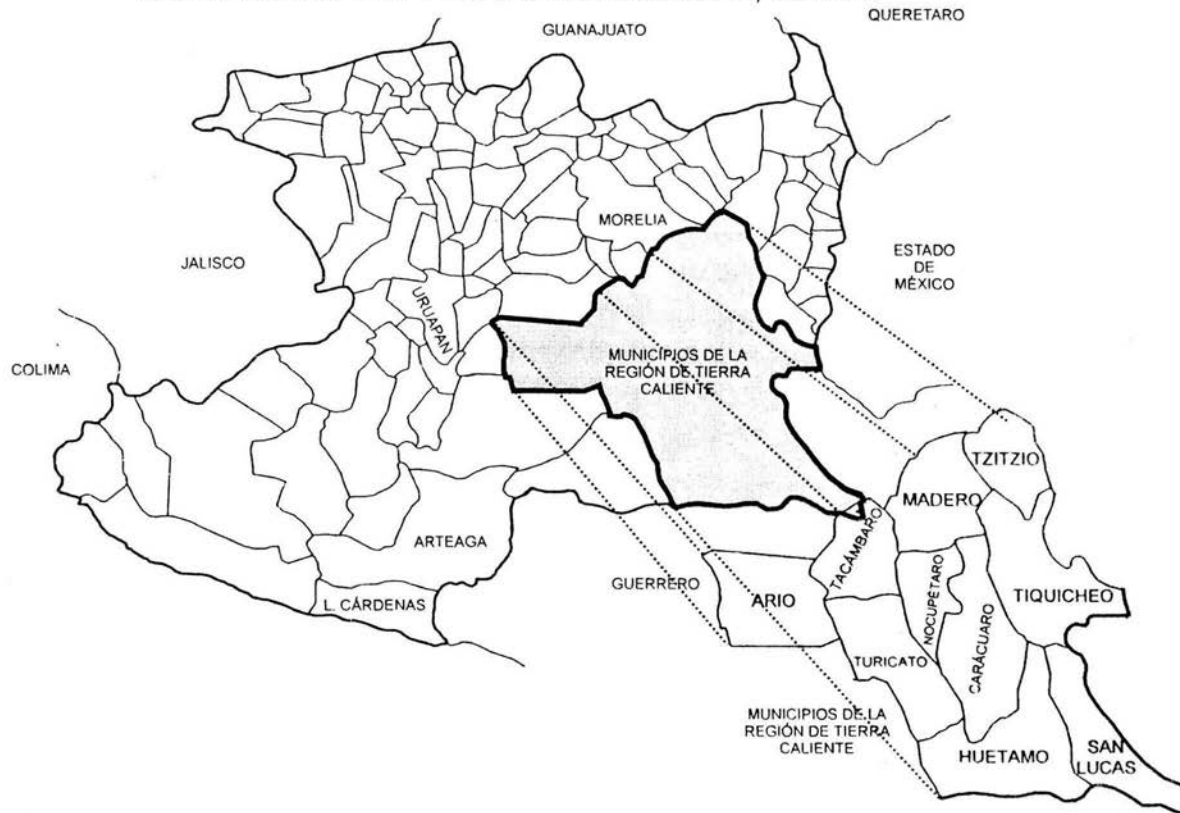 QUERETARO
GUANAJUATO
MORELIA
ESTADO
DE
MÉXICO
JALISCO
URUAPAN
COLIMA
MUNICÍPIOS DE LA
REGIÓN DE TIERRA
CALIENTE
TZITZIO
MADERO
TACÁMBARO
ARTEAGA
GUERRERO
ARIO
NOCUPÉTARO
TIQUICHEO
L. CÁRDENAS
CARÁCUARO
TURICATO
MUNICIPIOS DE LA
REGIÓN DE TIERRA
CALIENTE
HUETAMO
SAN
LUCAS